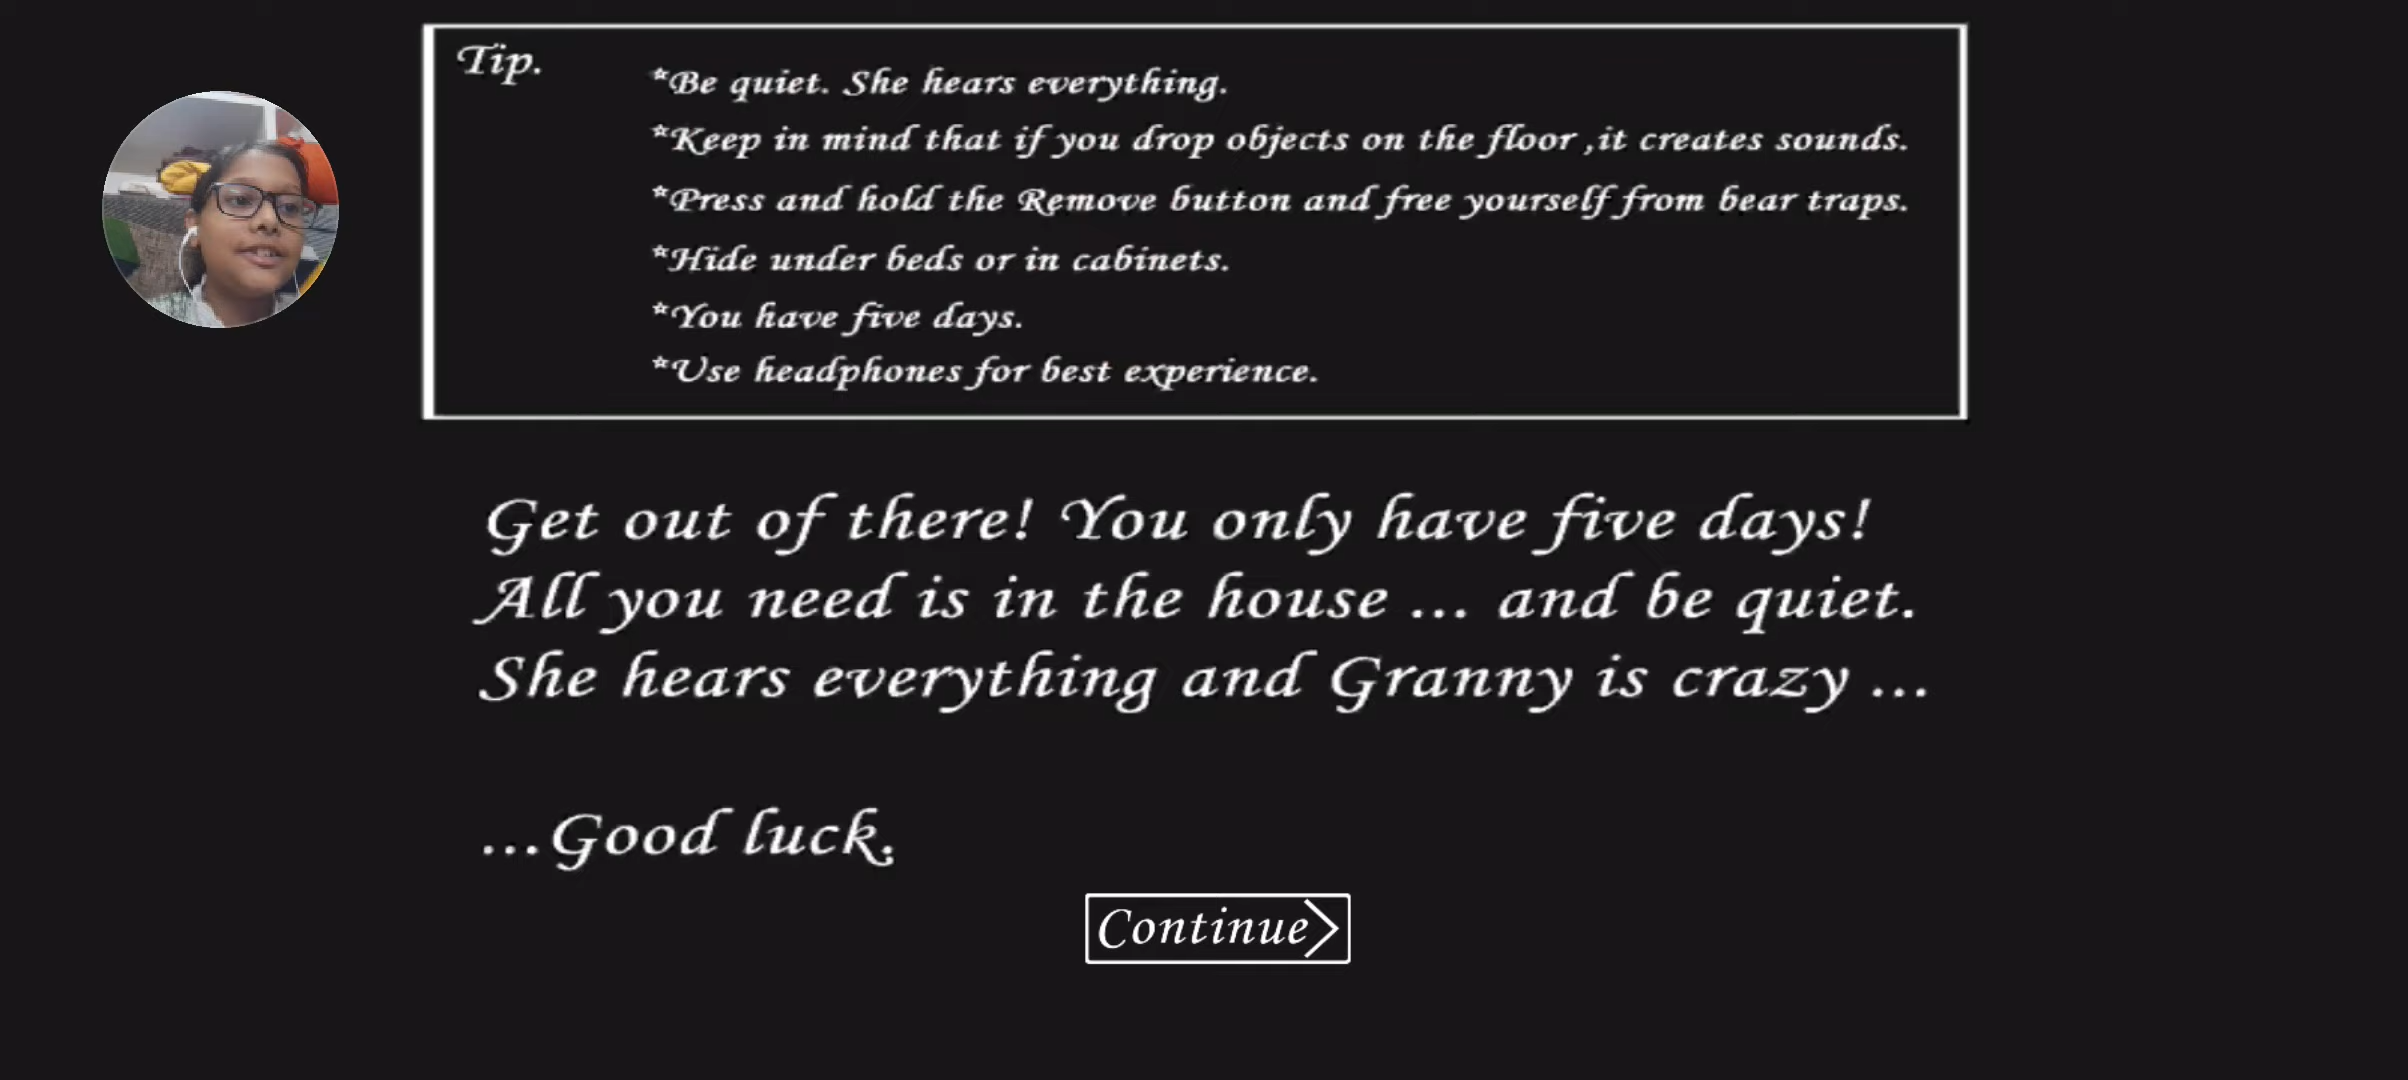 Tip.
*Be quiet. She hears everything.
*Keep in mind that if you drop objects on the floor ,it creates sounds.
*Press and hold the Remove button and free yourself from bear traps.
*Hide under beds or in cabinets.
*You have five days.
*Use headphones for best experience.
Get out of there! You only have five days!
All you need is in the house ... and be quiet.
She hears everything and Granny is crazy ...
...Good luck.
Continue>